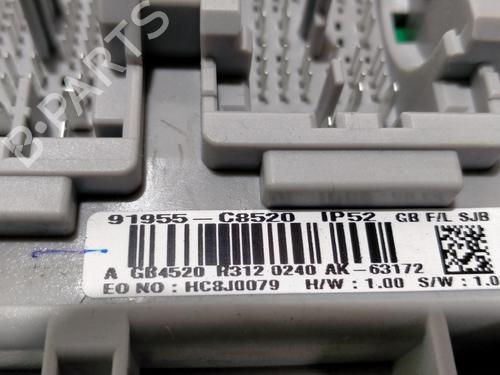 B-PARTS
91955-C8520 IP52 GB F/L SJB
A GB4520 R312 0240 AK-63172
EO NO : HC8J0079 H/W : 1.00 S/W : 1.0